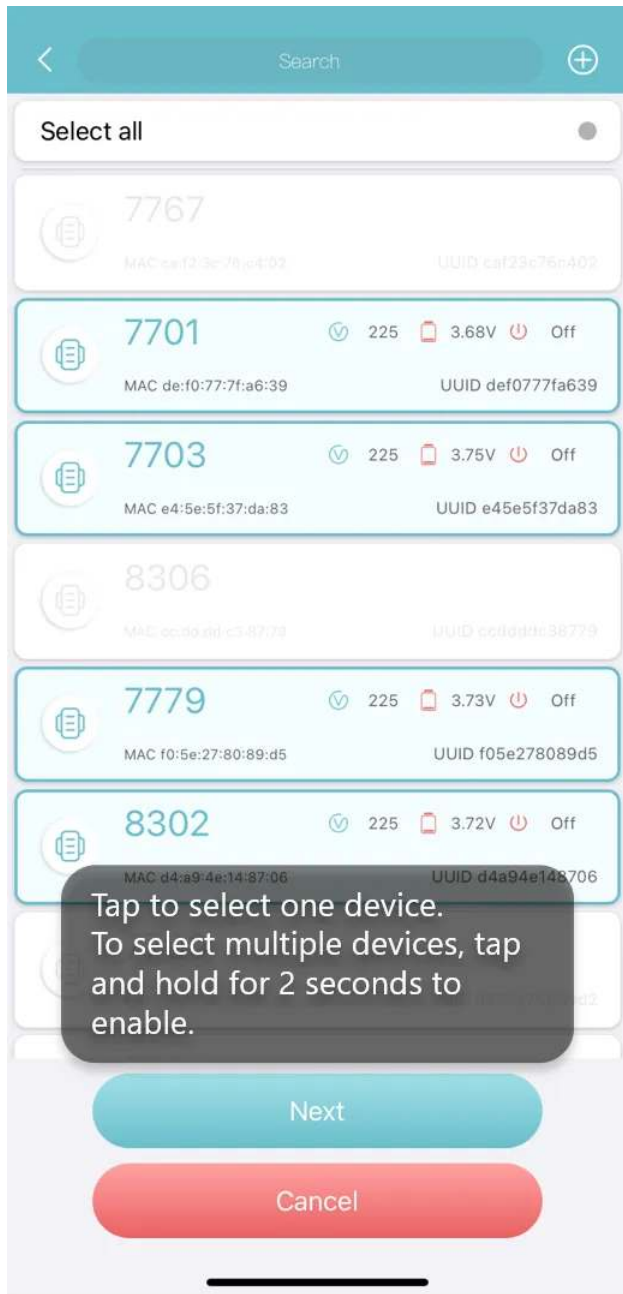 Search
Select all
7767
7701 225 3.68V Off
MAC de:f0:77:7f:a6:39 UUID def0777fa639
7703 225 3.75V Off
MAC e4:5e:5f:37:da:83 UUID e45e5f37da83
8306
7779 225 3.73V Off
MAC f0:5e:27:80:89:d5 UUID f05e278089d5
8302 225 3.72V Off
MAC d4:a9:4e:14:87:06 UUID d4a94e148706
Tap to select one device.
To select multiple devices, tap
and hold for 2 seconds to
enable.
Next
Cancel